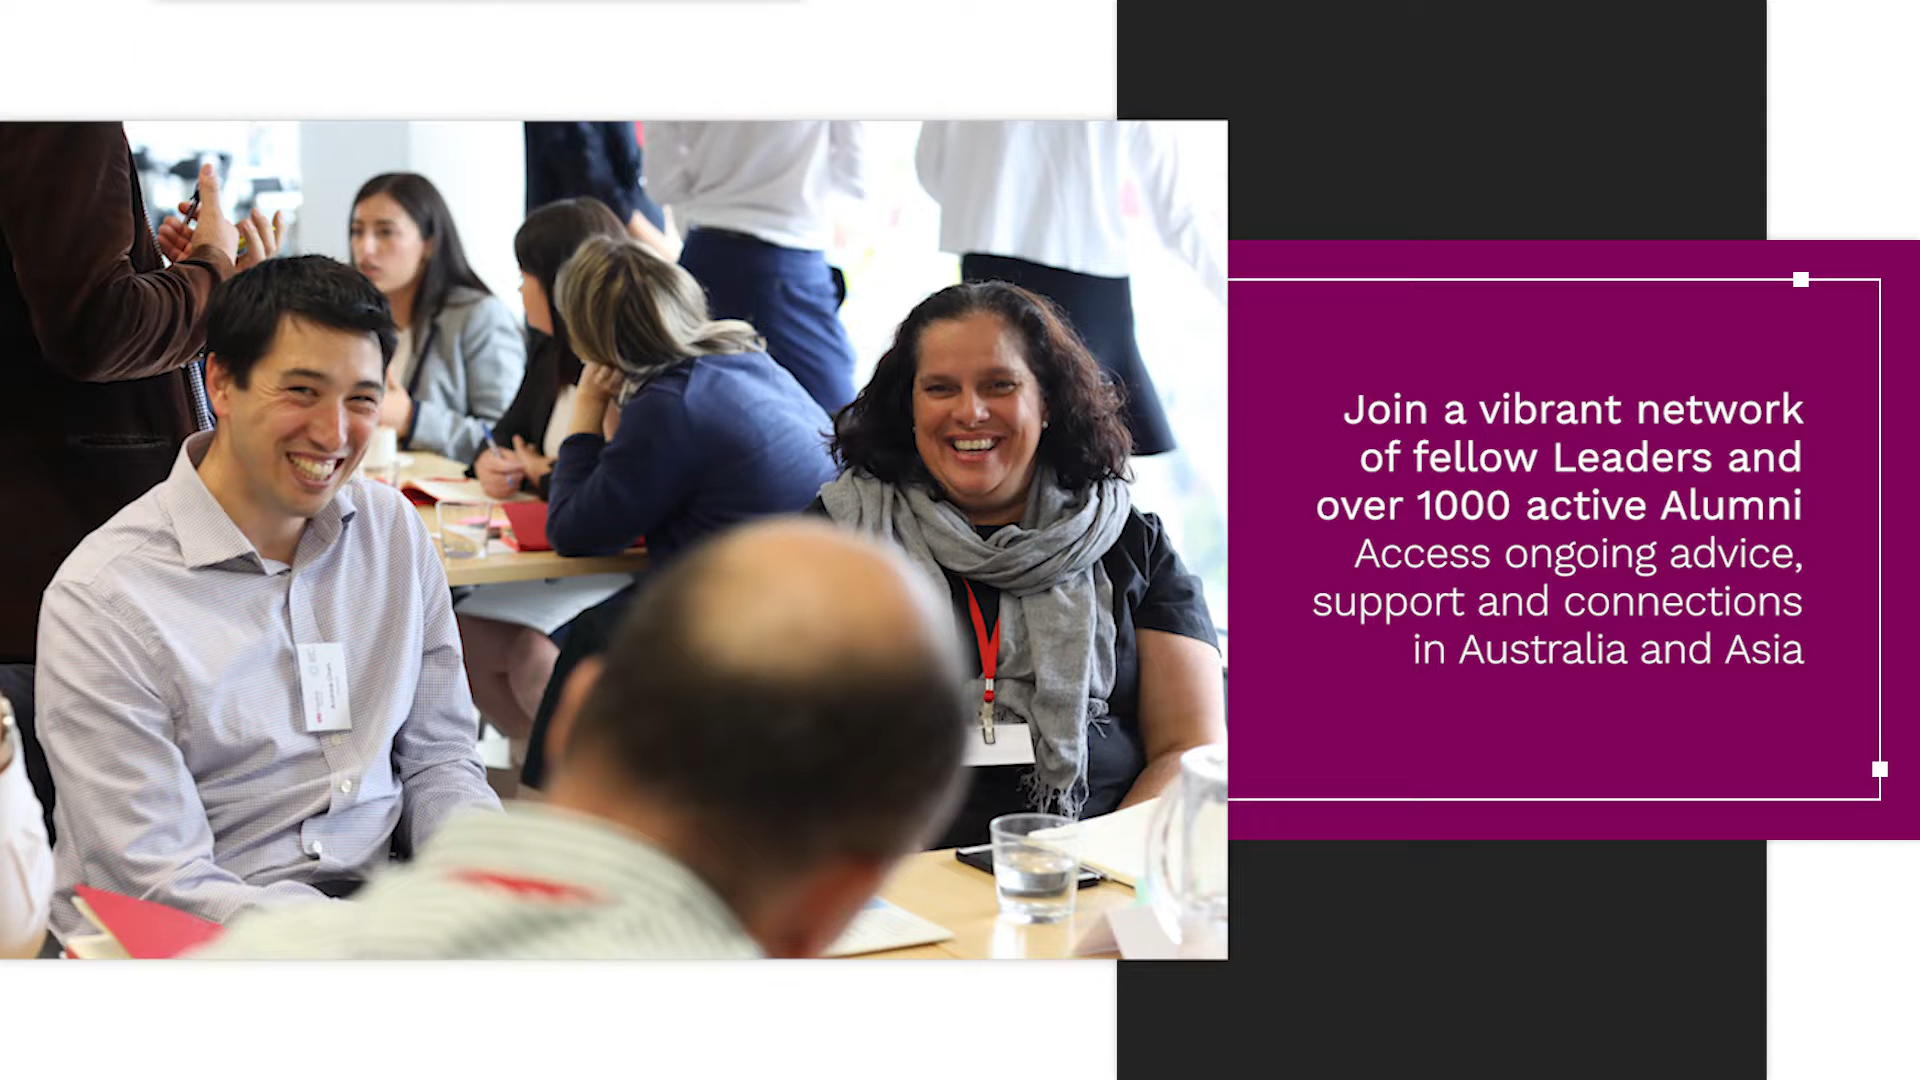 Join a vibrant network
of fellow Leaders and
over 1000 active Alumni
Access ongoing advice,
support and connections
in Australia and Asia